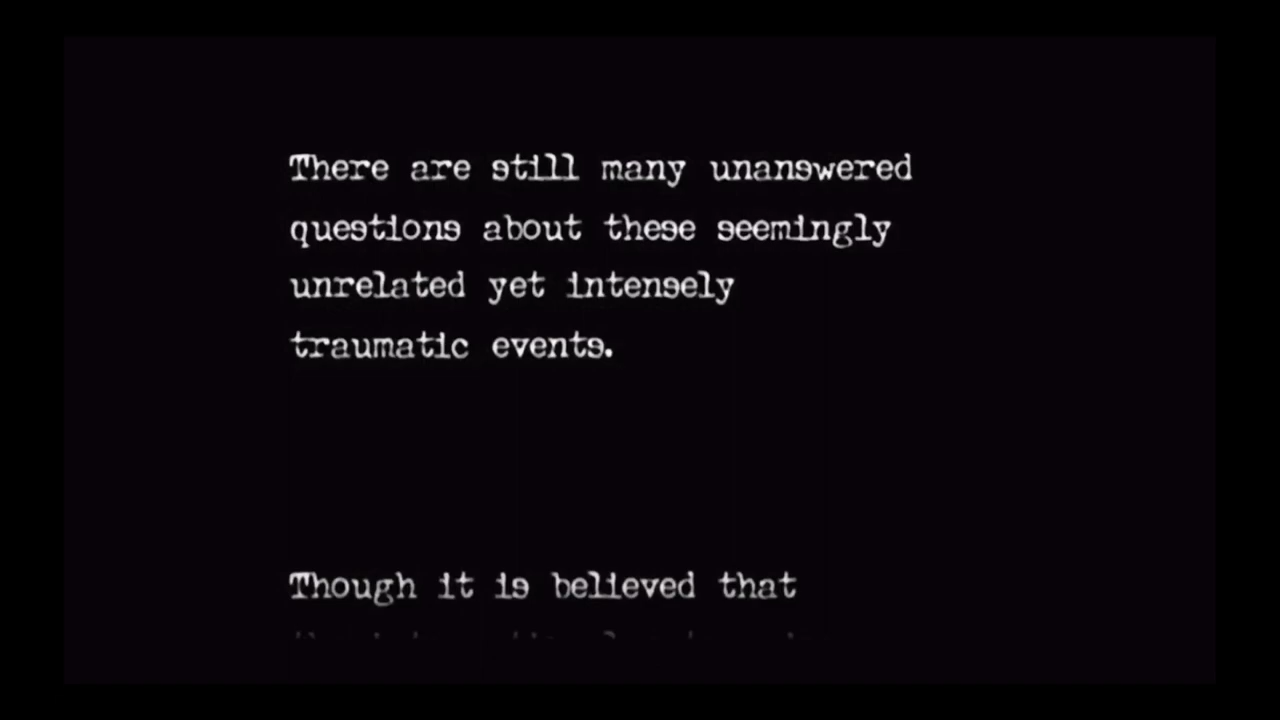 There are still many unanswered
questions about these seemingly
unrelated yet intensely
traumatic events.
Though it is believed that